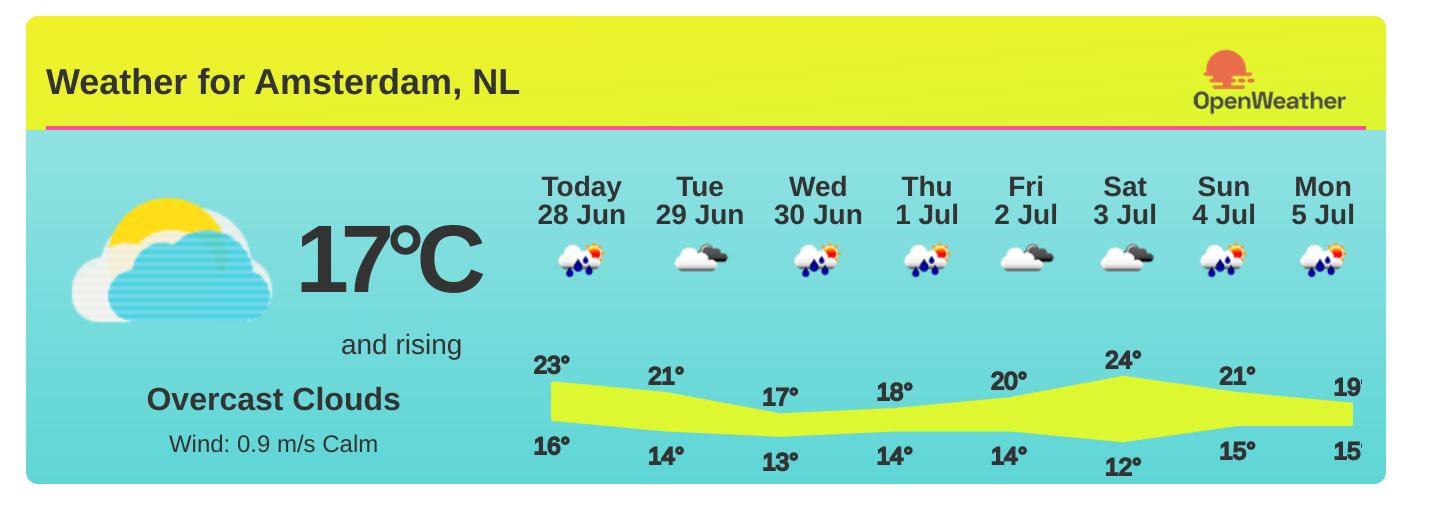 Weather for Amsterdam, NL
OpenWeather
17°C
and rising
Overcast Clouds
Wind: 0.9 m/s Calm
Today Tue Wed Thu Fri Sat Sun Mon
28 Jun 29 Jun 30 Jun 1 Jul 2 Jul 3 Jul 4 Jul 5 Jul
23° 21° 17° 18° 20° 24° 21° 19°
16° 14° 13° 14° 14° 12° 15° 15°